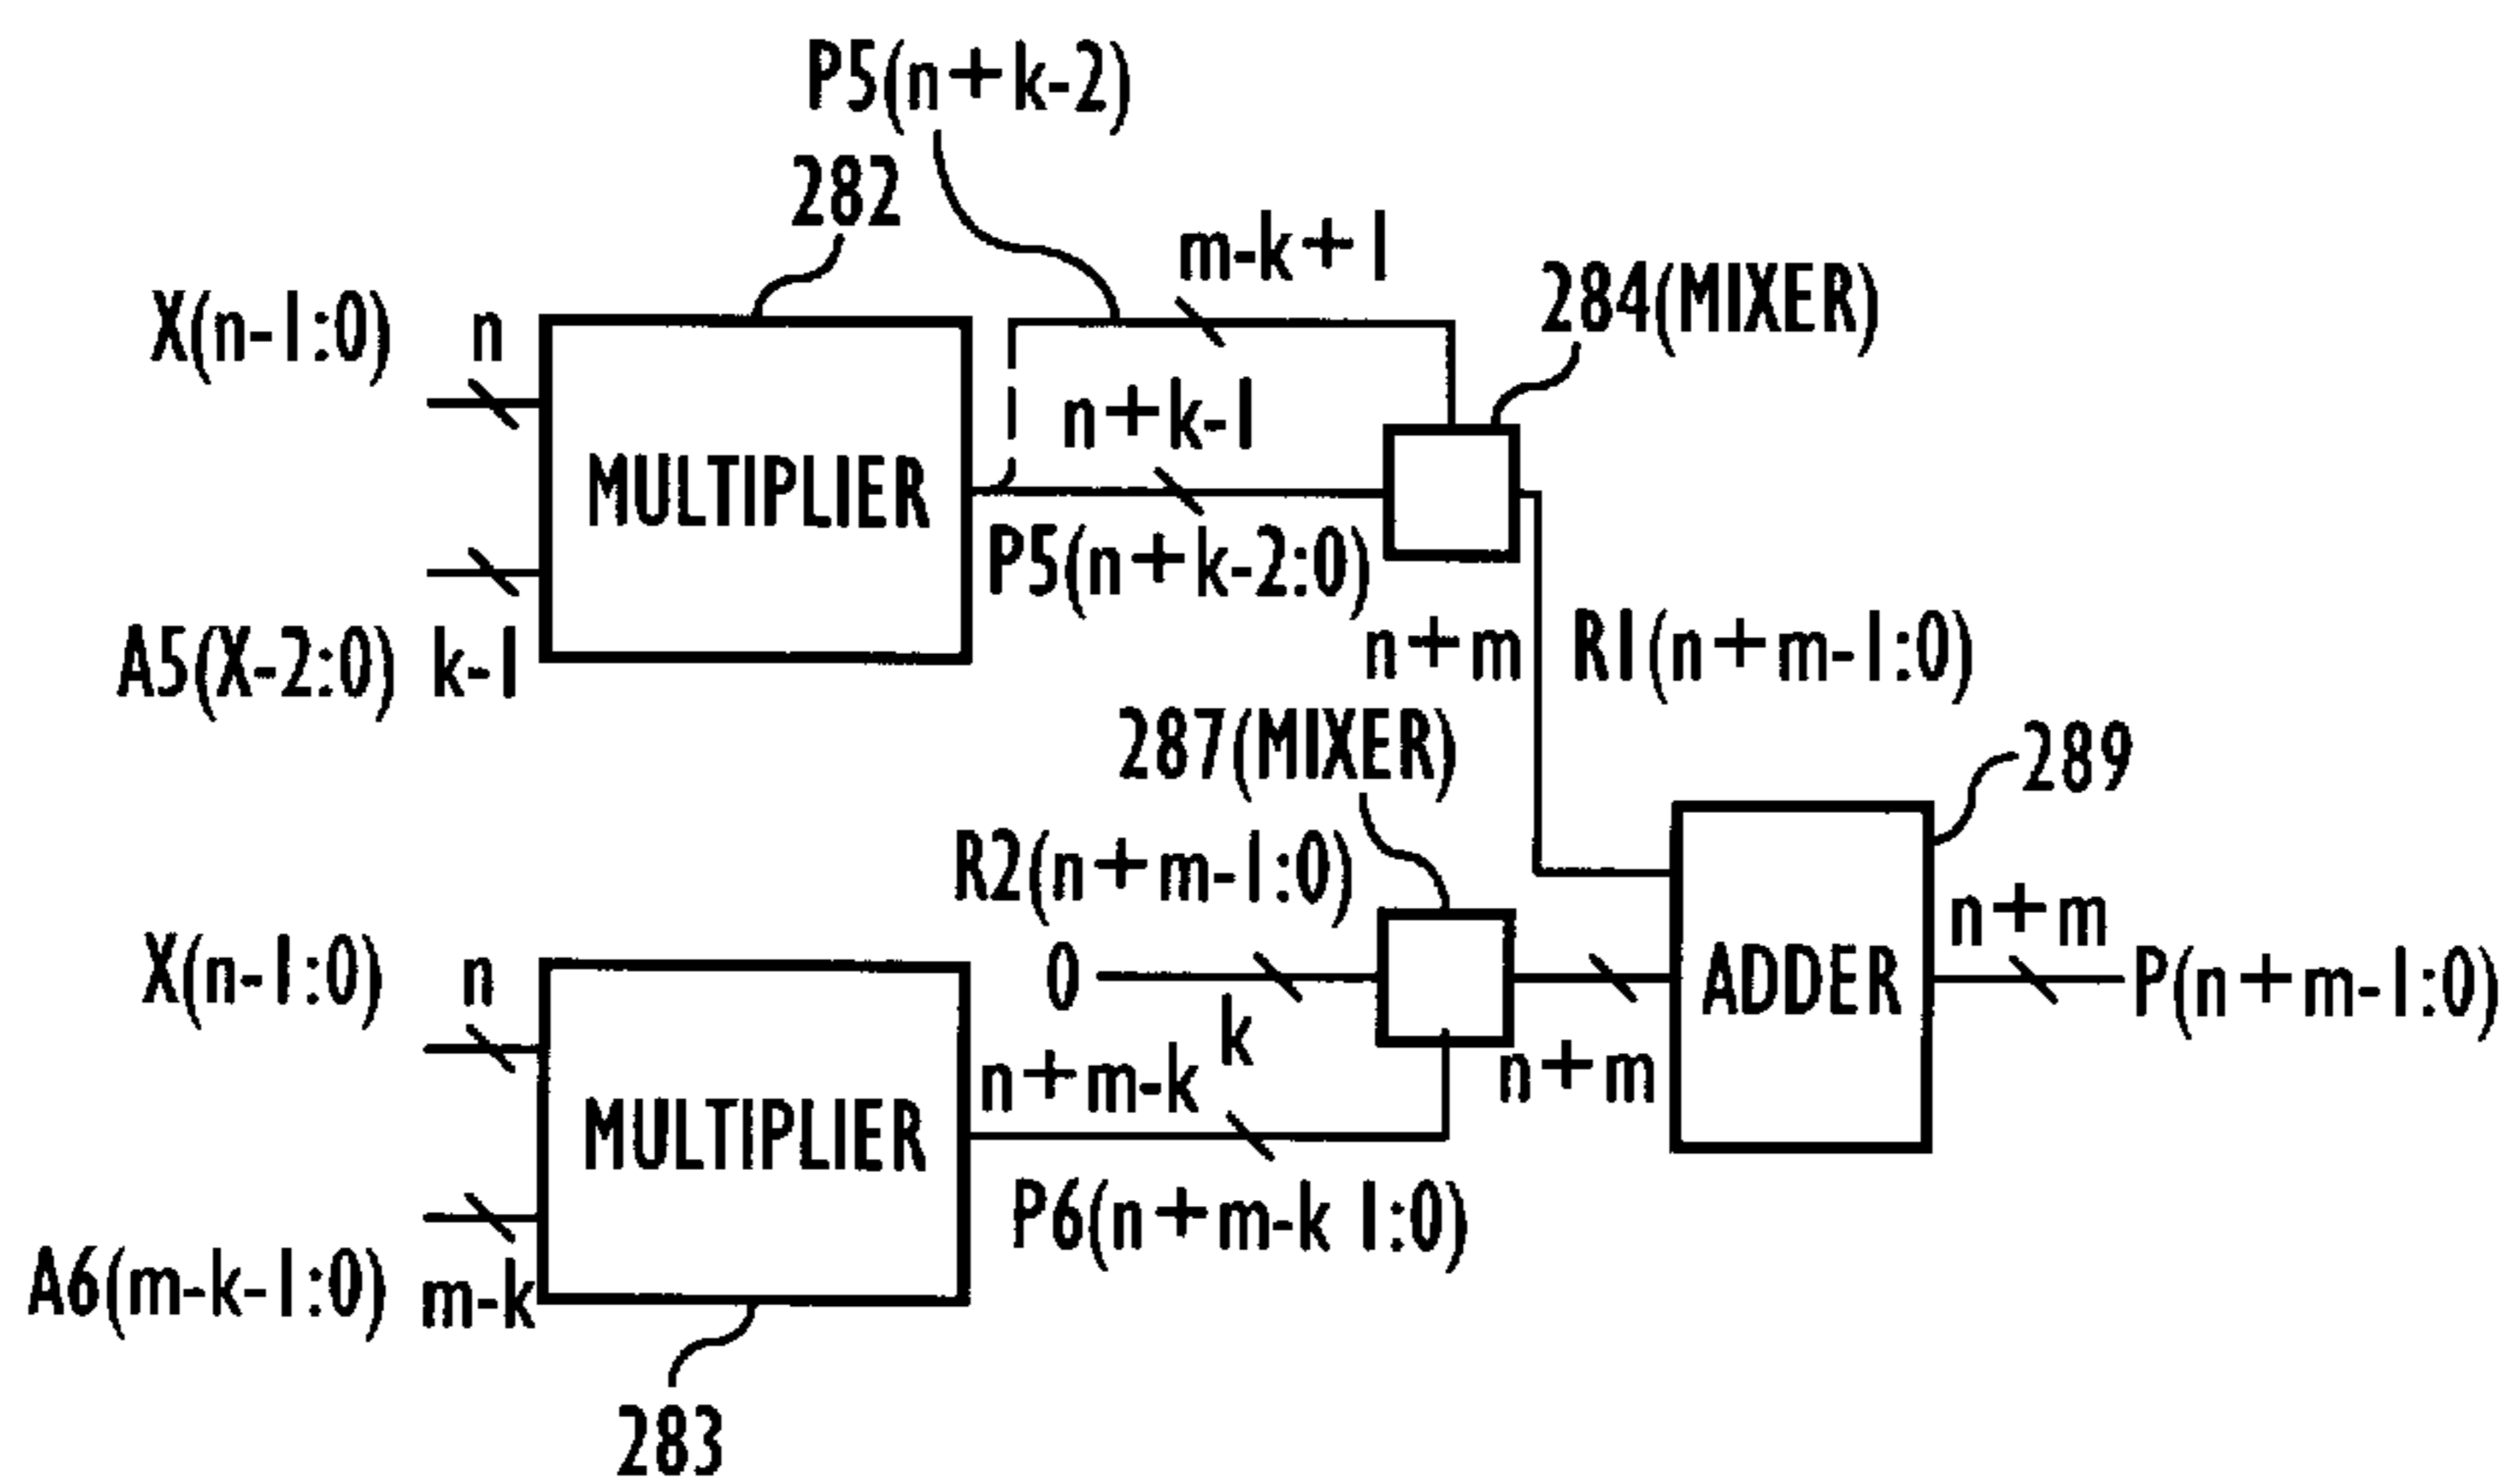 P5(n+k-2)
282
m-k+1
284(MIXER)
X(n-1:0)
n
n+k-1
MULTIPLIER
P5(n+k-2:0)
A5(X-2:0)
k-1
n+m
R1(n+m-1:0)
287(MIXER)
289
R2(n+m-1:0)
n+m
X(n-1:0)
n
0
ADDER
P(n+m-1:0)
k
n+m-k
n+m
MULTIPLIER
P6(n+m-k 1:0)
A6(m-k-1:0)
m-k
283